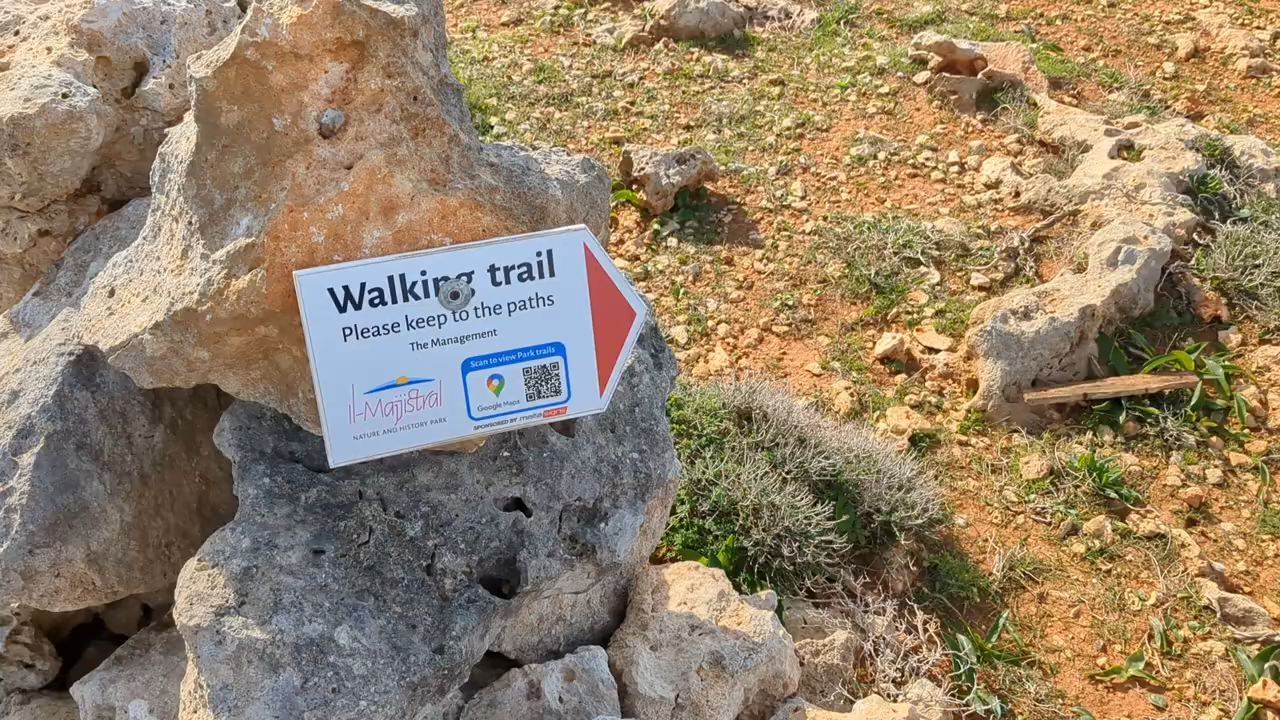 Walking trail
Please keep to the paths
The Management
Scan to view Park trails
Google Maps
il-Majjistral
NATURE AND HISTORY PARK
SPONSORED BY maltasigns